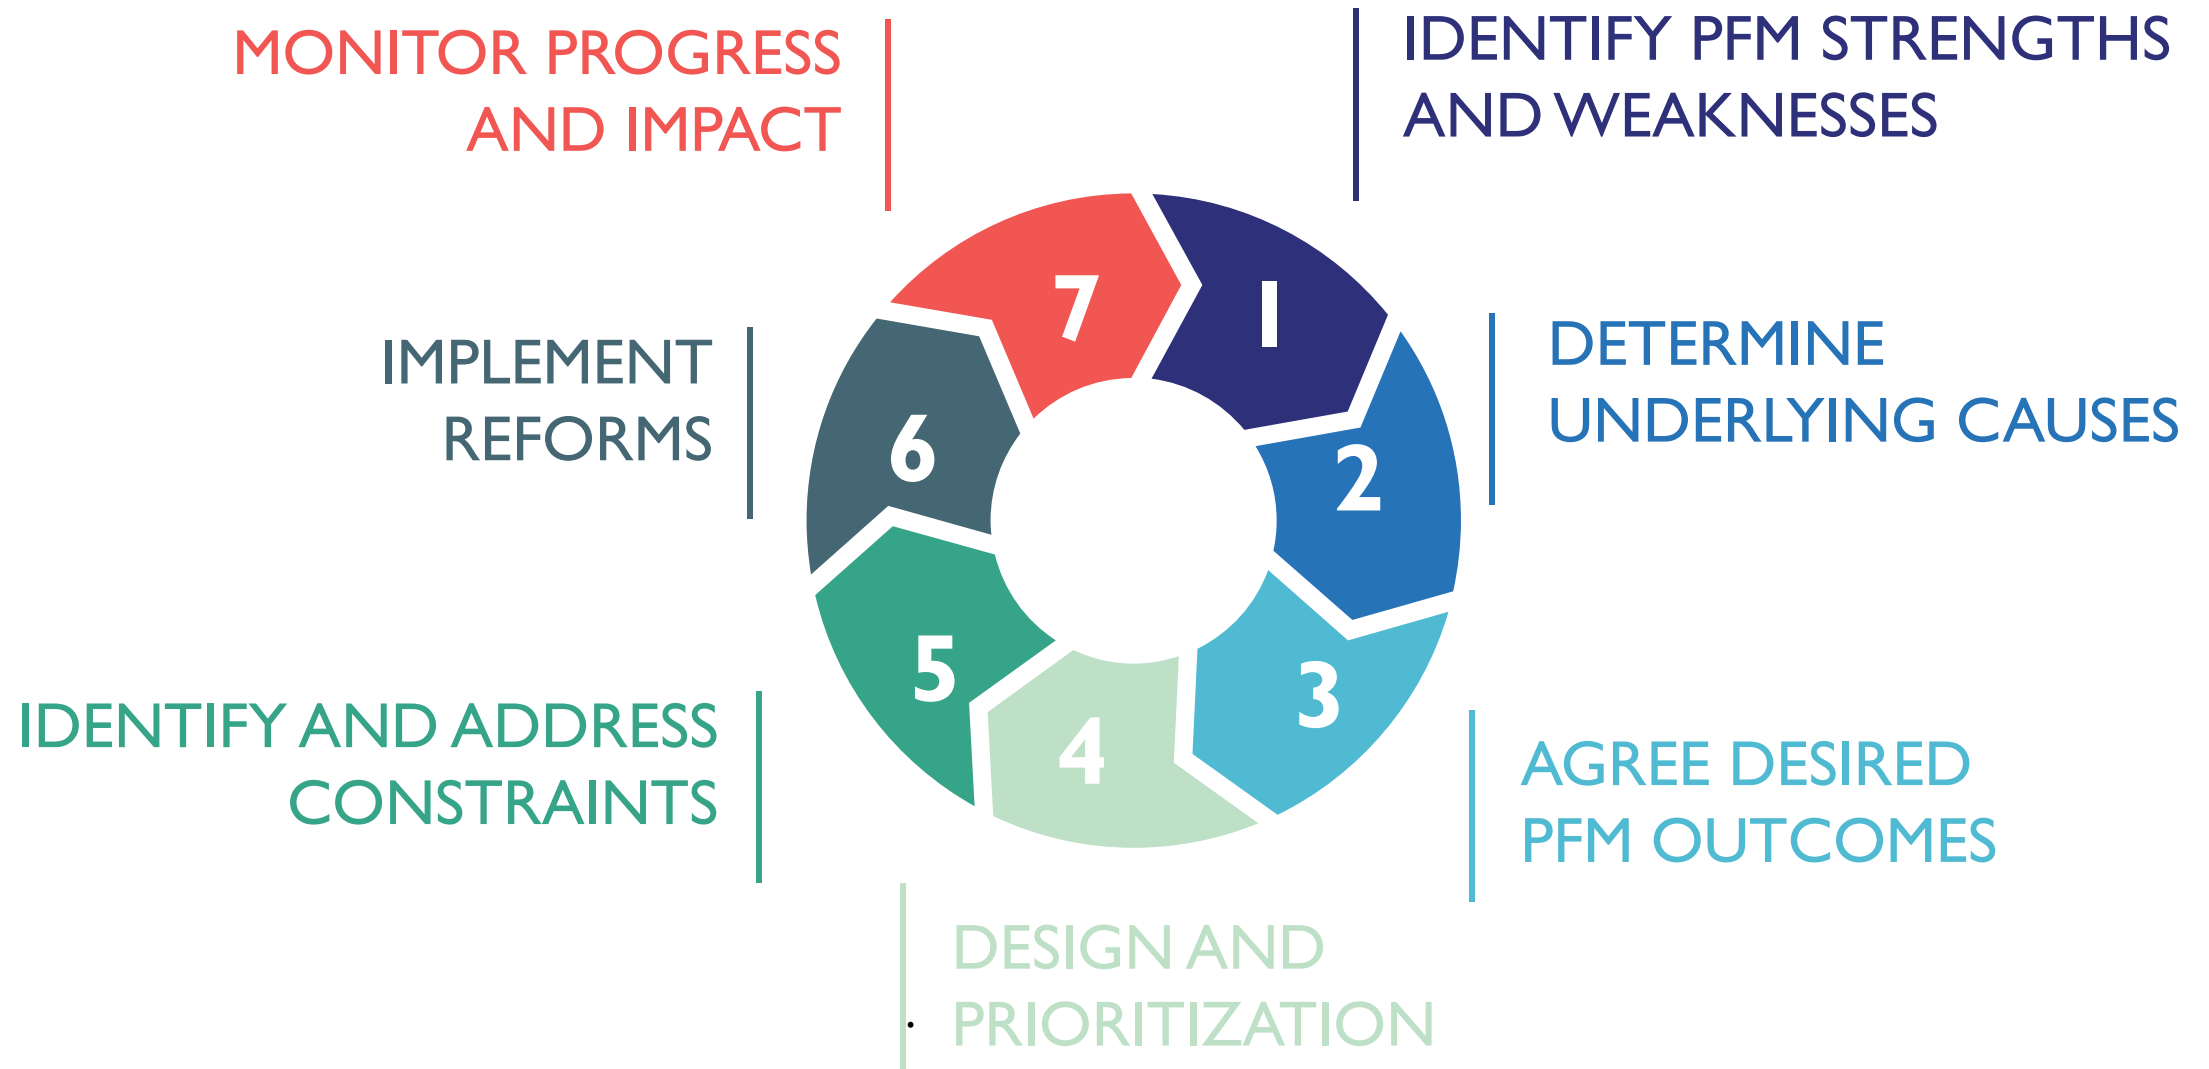 MONITOR PROGRESS
AND IMPACT
IDENTIFY PFM STRENGTHS
AND WEAKNESSES
7
1
IMPLEMENT
REFORMS
6
2
DETERMINE
UNDERLYING CAUSES
5
3
4
IDENTIFY AND ADDRESS
CONSTRAINTS
AGREE DESIRED
PFM OUTCOMES
DESIGN AND
PRIORITIZATION